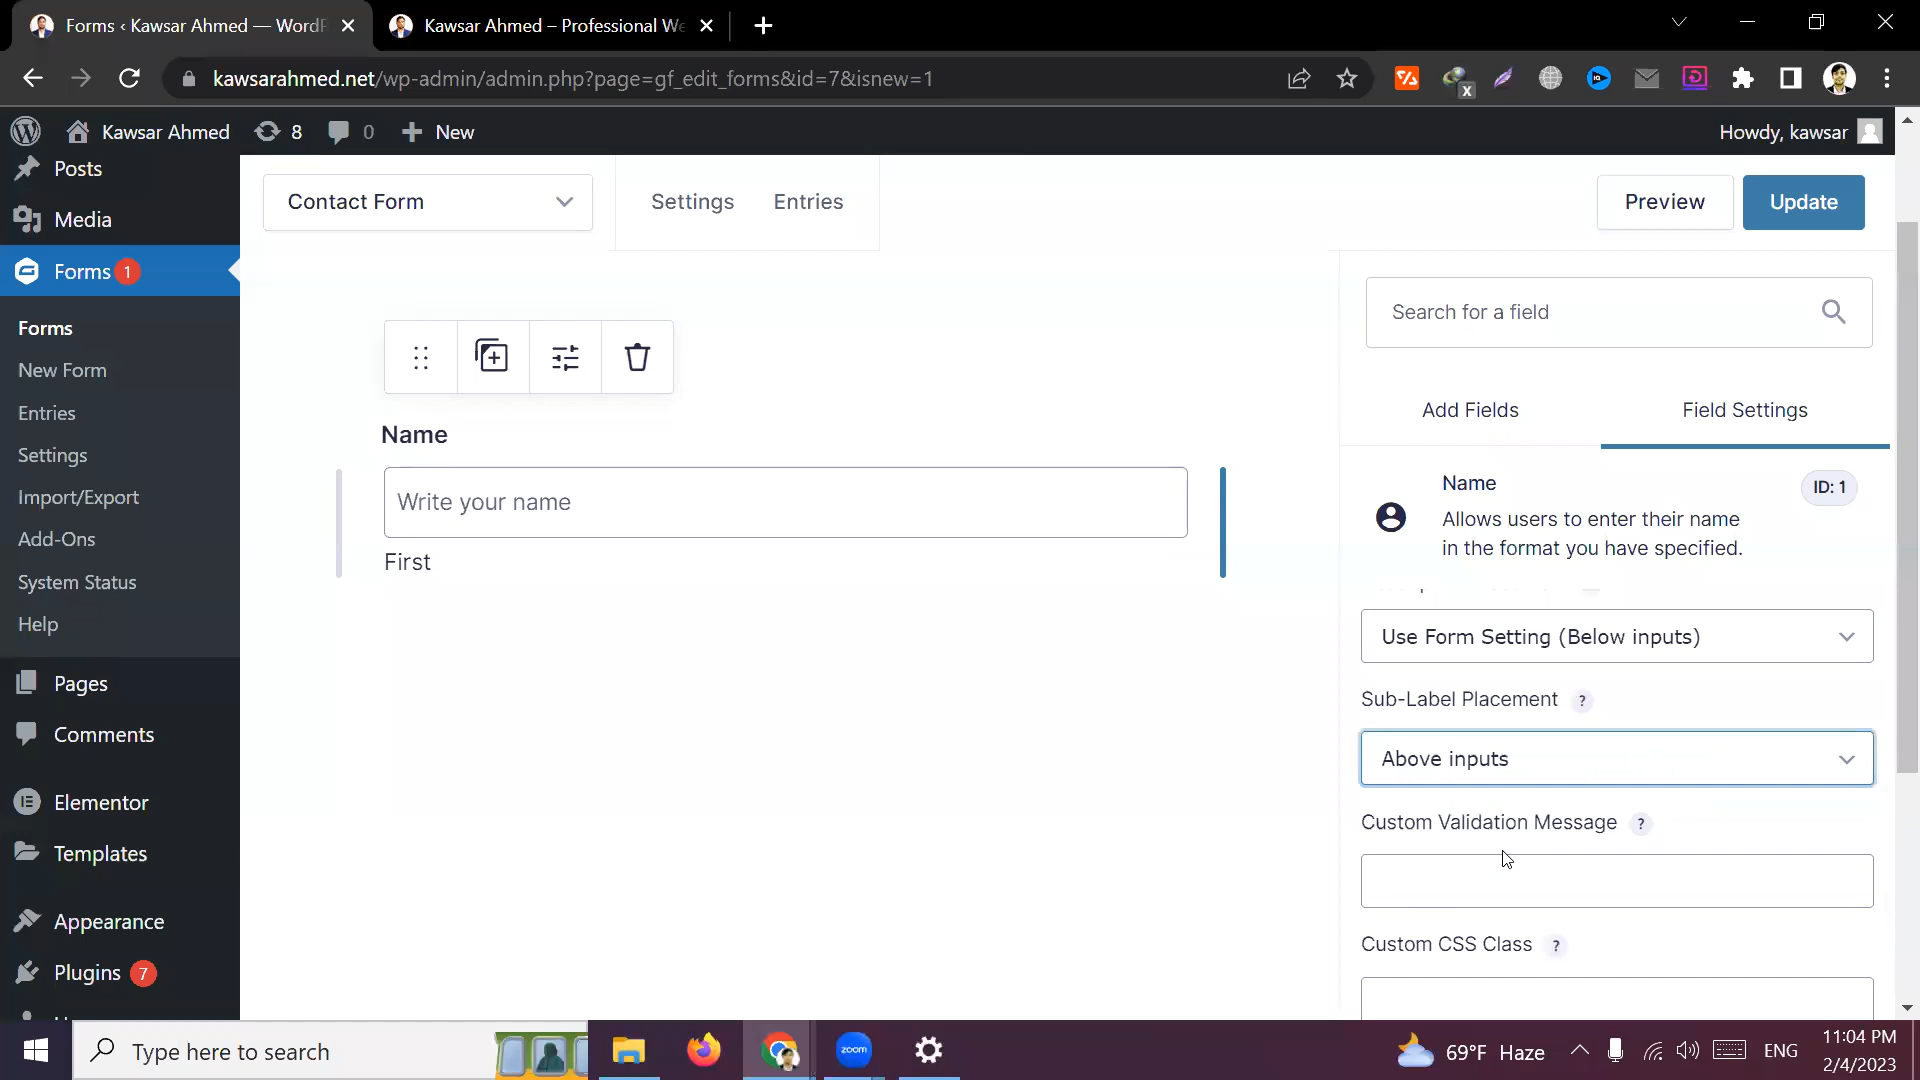 Forms ‹ Kawsar Ahmed — WordP
Kawsar Ahmed – Professional We
kawsarahmed.net/wp-admin/admin.php?page=gf_edit_forms&id=7&isnew=1
Kawsar Ahmed
8
0
New
Howdy, kawsar
Posts
Media
Forms 1
Forms
New Form
Entries
Settings
Import/Export
Add-Ons
System Status
Help
Pages
Comments
Elementor
Templates
Appearance
Plugins 7
Contact Form
Settings
Entries
Preview
Update
Name
Write your name
First
Search for a field
Add Fields
Field Settings
Name
ID: 1
Allows users to enter their name
in the format you have specified.
Use Form Setting (Below inputs)
Sub-Label Placement ?
Above inputs
Custom Validation Message ?
Custom CSS Class ?
Type here to search
zoom
69°F Haze
ENG
11:04 PM
2/4/2023